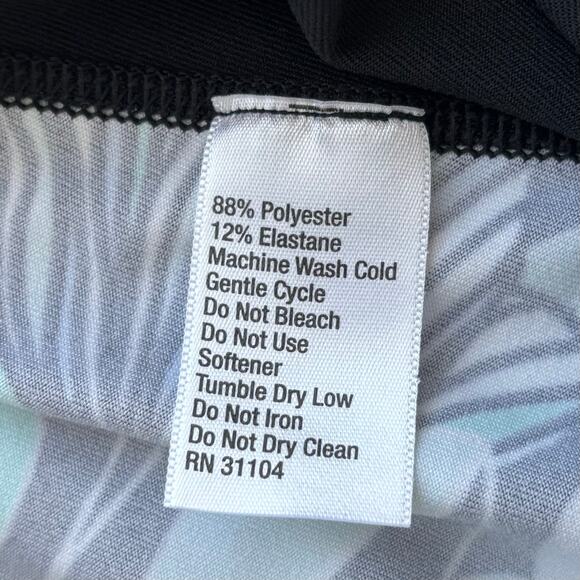 88% Polyester
12% Elastane
Machine Wash Cold
Gentle Cycle
Do Not Bleach
Do Not Use
Softener
Tumble Dry Low
Do Not Iron
Do Not Dry Clean
RN 31104